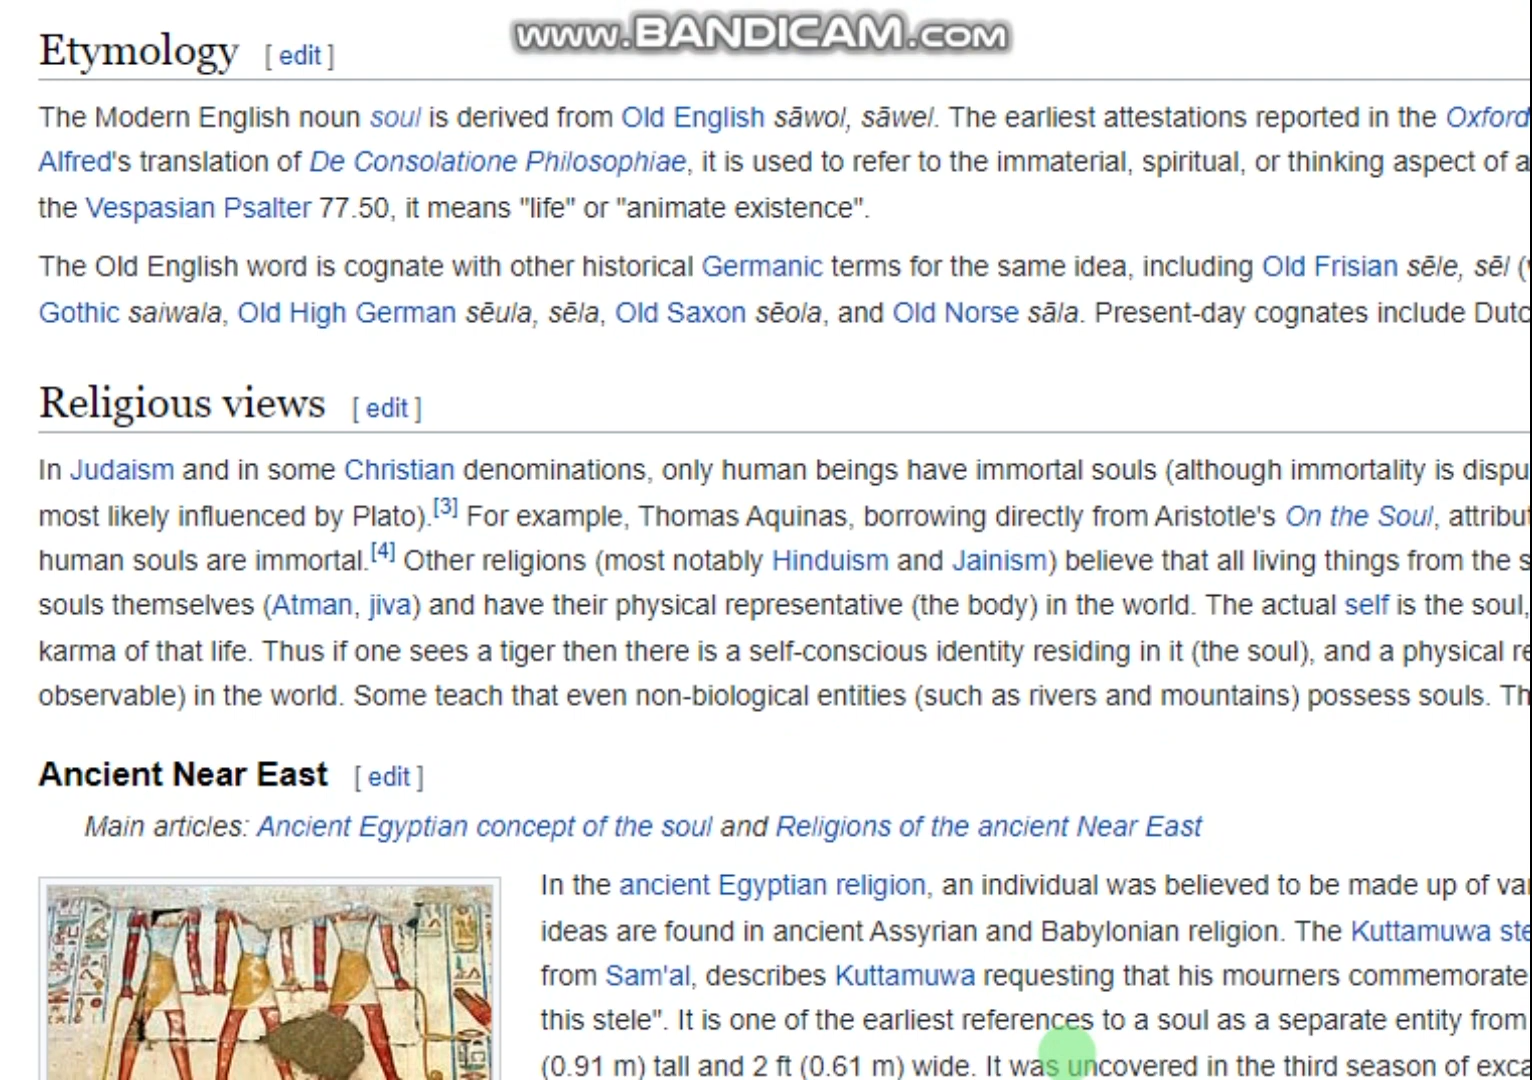 www.BANDICAM.com
Etymology [ edit ]
The Modern English noun soul is derived from Old English sāwol, sāwel. The earliest attestations reported in the Oxford
Alfred's translation of De Consolatione Philosophiae, it is used to refer to the immaterial, spiritual, or thinking aspect of a
the Vespasian Psalter 77.50, it means "life" or "animate existence".
The Old English word is cognate with other historical Germanic terms for the same idea, including Old Frisian sēle, sēl (
Gothic saiwala, Old High German sēula, sēla, Old Saxon sēola, and Old Norse sāla. Present-day cognates include Dutc
Religious views [ edit ]
In Judaism and in some Christian denominations, only human beings have immortal souls (although immortality is dispu
most likely influenced by Plato).[3] For example, Thomas Aquinas, borrowing directly from Aristotle's On the Soul, attribut
human souls are immortal.[4] Other religions (most notably Hinduism and Jainism) believe that all living things from the s
souls themselves (Atman, jiva) and have their physical representative (the body) in the world. The actual self is the soul,
karma of that life. Thus if one sees a tiger then there is a self-conscious identity residing in it (the soul), and a physical re
observable) in the world. Some teach that even non-biological entities (such as rivers and mountains) possess souls. Th
Ancient Near East [ edit ]
Main articles: Ancient Egyptian concept of the soul and Religions of the ancient Near East
In the ancient Egyptian religion, an individual was believed to be made up of var
ideas are found in ancient Assyrian and Babylonian religion. The Kuttamuwa ste
from Sam'al, describes Kuttamuwa requesting that his mourners commemorate
this stele". It is one of the earliest references to a soul as a separate entity from
(0.91 m) tall and 2 ft (0.61 m) wide. It was uncovered in the third season of exca